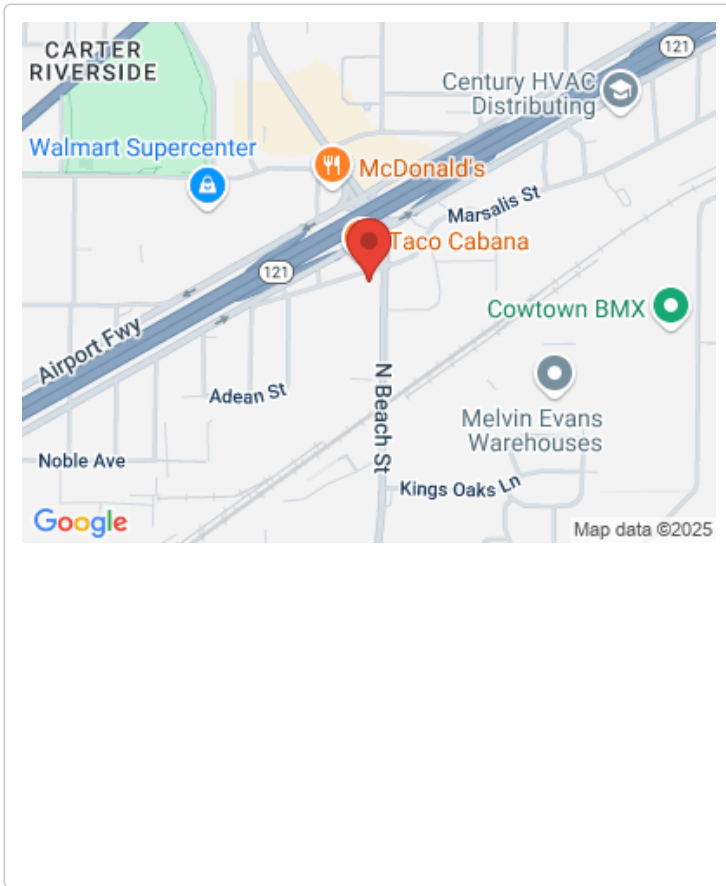 CARTER
RIVERSIDE
121
Century HVAC
Distributing
Walmart Supercenter
McDonald's
Marsalis St
Taco Cabana
121
Cowtown BMX
Airport Fwy
N Beach St
Adean St
Melvin Evans
Warehouses
Noble Ave
Kings Oaks Ln
Google
Map data ©2025